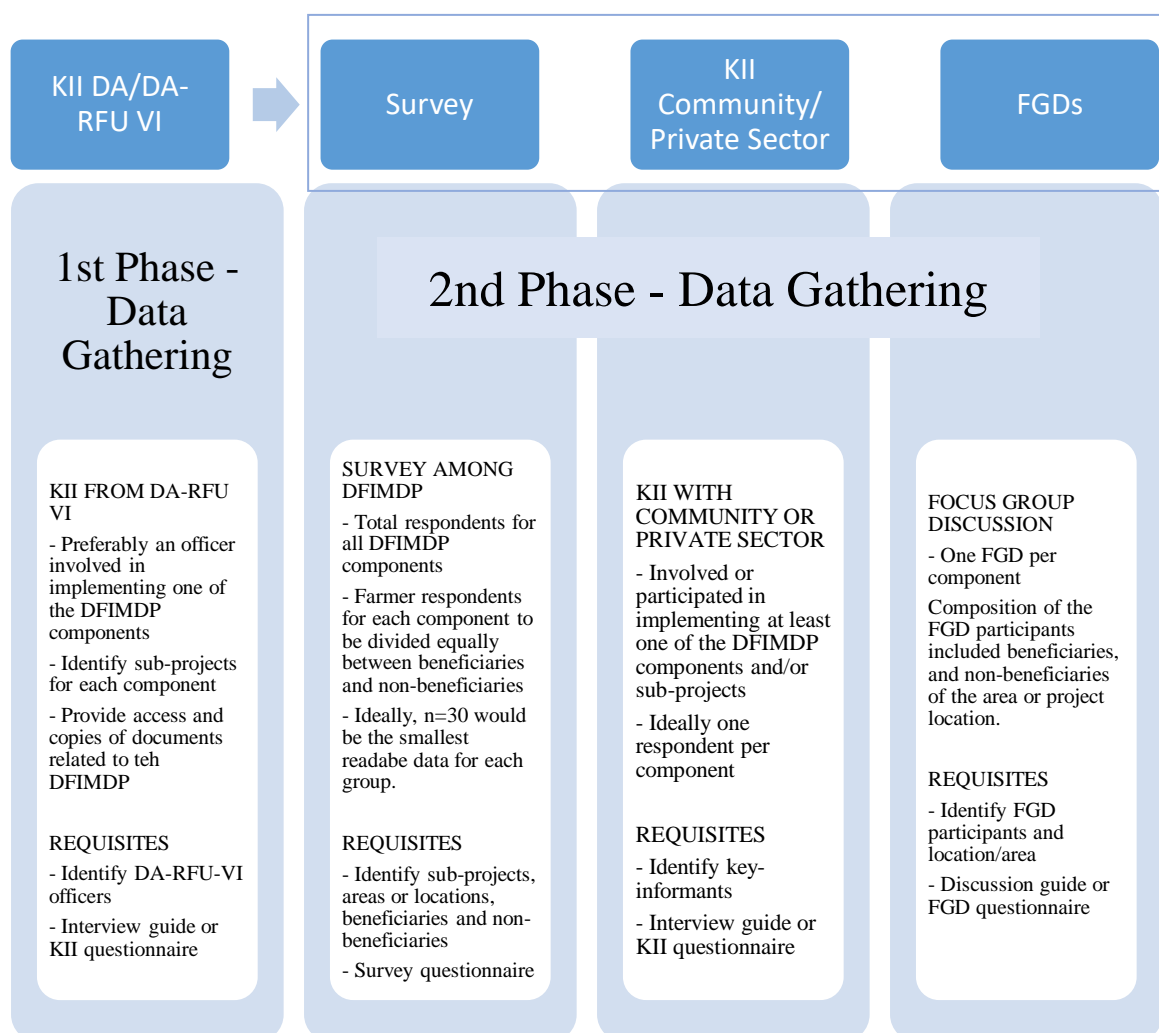 KII DA/DA-
RFU VI
Survey
KII
Community/
Private Sector
FGDs
1st Phase -
Data
Gathering
2nd Phase - Data Gathering
KII FROM DA-RFU
VI
- Preferably an officer
involved in
implementing one of
the DFIMDP
components
- Identify sub-projects
for each component
- Provide access and
copies of documents
related to teh
DFIMDP
REQUISITES
- Identify DA-RFU-VI
officers
- Interview guide or
KII questionnaire
SURVEY AMONG
DFIMDP
- Total respondents for
all DFIMDP
components
- Farmer respondents
for each component to
be divided equally
between beneficiaries
and non-beneficiaries
- Ideally, n=30 would
be the smallest
readabe data for each
group.
REQUISITES
- Identify sub-projects,
areas or locations,
beneficiaries and non-
beneficiaries
- Survey questionnaire
KII WITH
COMMUNITY OR
PRIVATE SECTOR
- Involved or
participated in
implementing at least
one of the DFIMDP
components and/or
sub-projects
- Ideally one
respondent per
component
REQUISITES
- Identify key-
informants
- Interview guide or
KII questionnaire
FOCUS GROUP
DISCUSSION
- One FGD per
component
Composition of the
FGD participants
included beneficiaries,
and non-beneficiaries
of the area or project
location.
REQUISITES
- Identify FGD
participants and
location/area
- Discussion guide or
FGD questionnaire